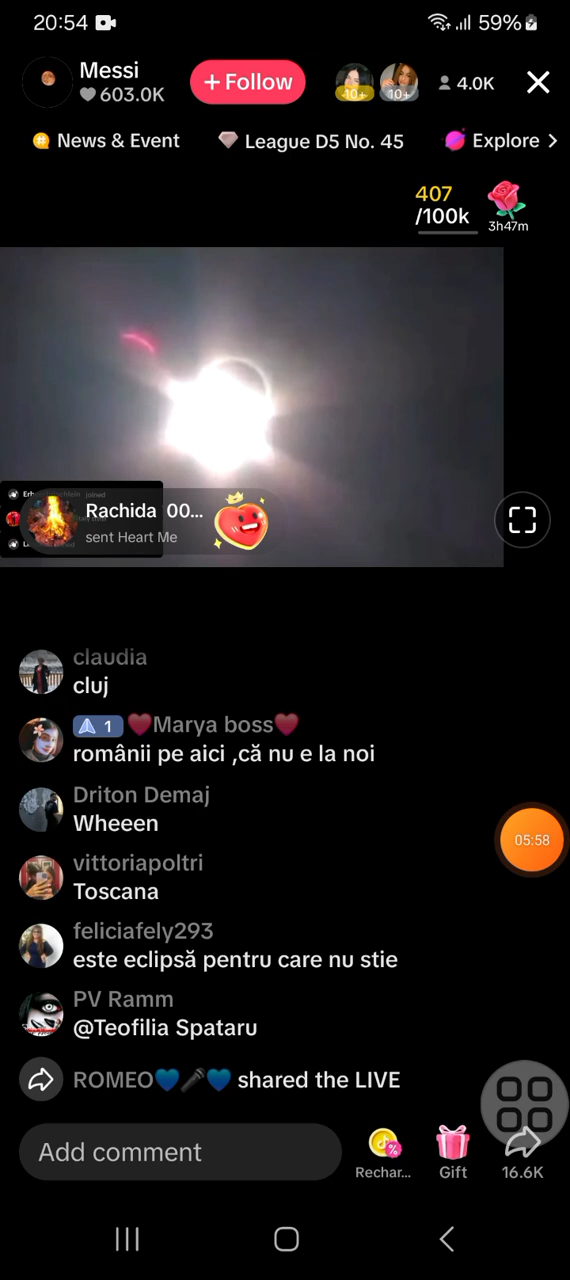 20:54
59%
Messi
603.0K
+ Follow
10+
10+
4.0K
News & Event
League D5 No. 45
Explore
407
/100k
3h47m
joined
Rachida 00...
sent Heart Me
claudia
cluj
1 ❤Marya boss❤
românii pe aici ,că nu e la noi
Driton Demaj
Wheeen
05:58
vittoriapoltri
Toscana
feliciafely293
este eclipsă pentru care nu stie
PV Ramm
@Teofilia Spataru
ROMEO💙🎤💙 shared the LIVE
Add comment
Rechar...
Gift
16.6K